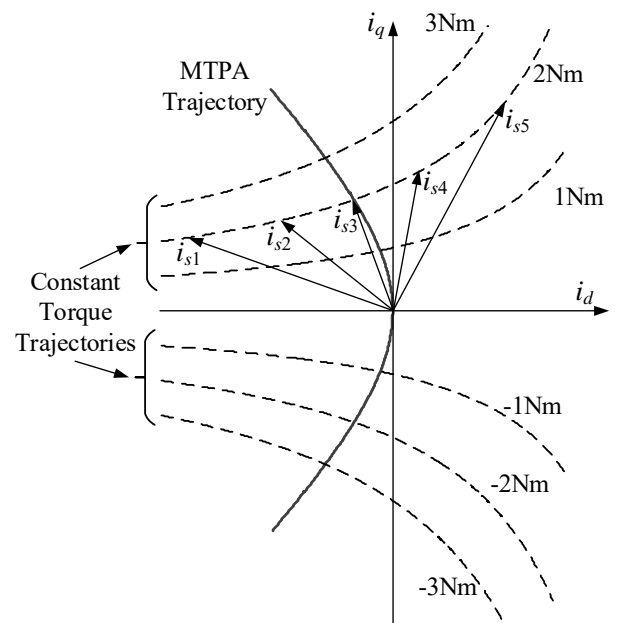 i_q
3Nm
MTPA
Trajectory
2Nm
i_s5
i_s4
1Nm
i_s3
i_s2
i_s1
Constant
Torque
Trajectories
i_d
-1Nm
-2Nm
-3Nm